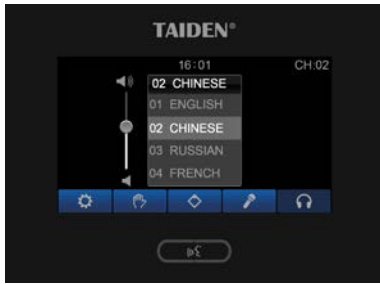 TAIDEN®
16:01
CH:02
02 CHINESE
01 ENGLISH
02 CHINESE
03 RUSSIAN
04 FRENCH